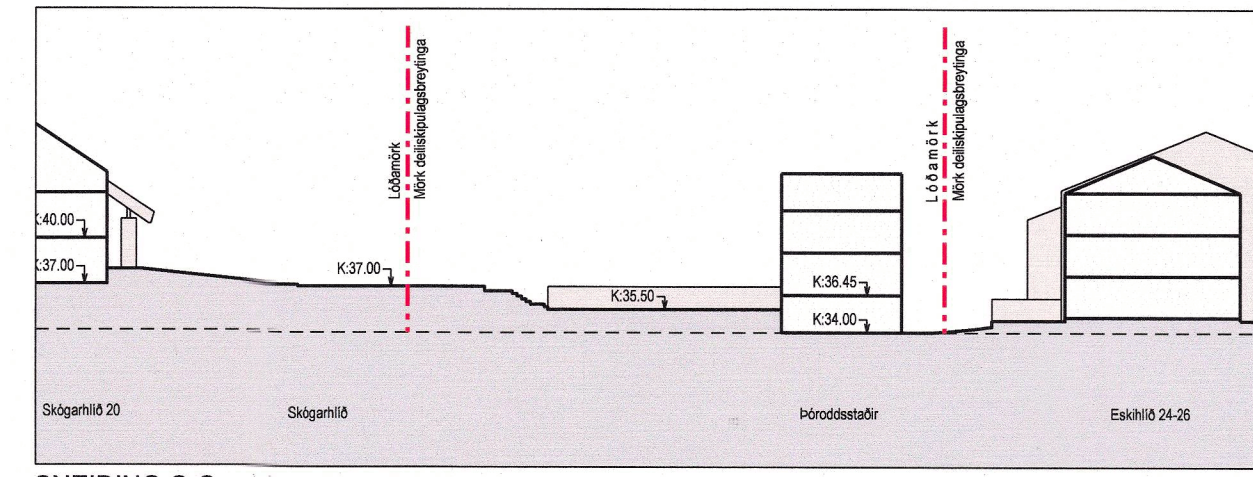 Lóðamörk
Mörk deiliskipulagsbreytinga
Lóðamörk
Mörk deiliskipulagsbreytinga
K:40.00
K:37.00
K:37.00
K:35.50
K:36.45
K:34.00
Skógarhlíð 20
Skógarhlíð
Þóroddsstaðir
Eskihlíð 24-26